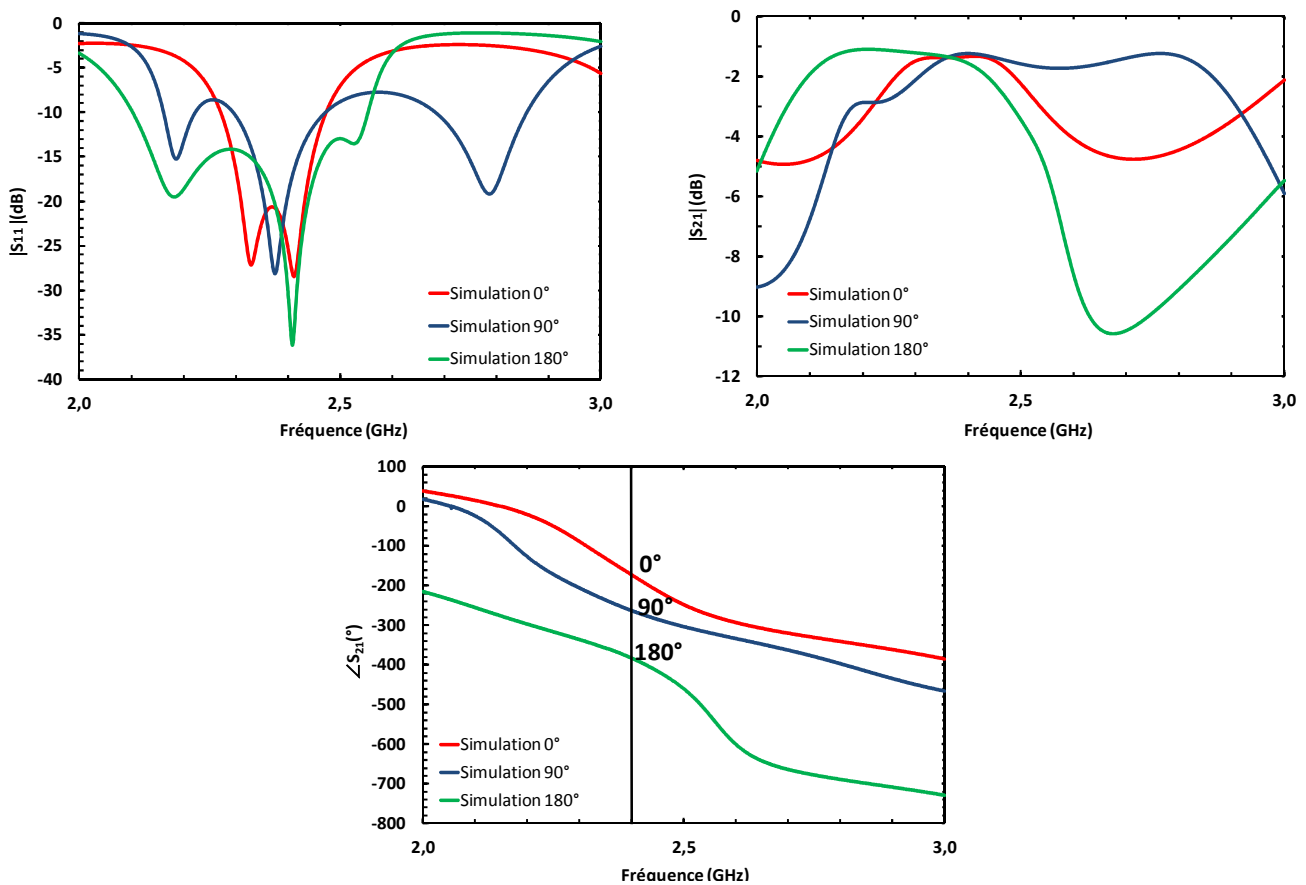 0
-5
-10
-15
-20
-25
-30
-35
-40
|S11|(dB)
Simulation 0°
Simulation 90°
Simulation 180°
2,0
2,5
3,0
Fréquence (GHz)
0
-2
-4
-6
-8
-10
-12
|S21| (dB)
Simulation 0°
Simulation 90°
Simulation 180°
2,0
2,5
3,0
Fréquence (GHz)
100
0
-100
-200
-300
-400
-500
-600
-700
-800
∠S21(°)
0°
90°
180°
Simulation 0°
Simulation 90°
Simulation 180°
2,0
2,5
3,0
Fréquence (GHz)